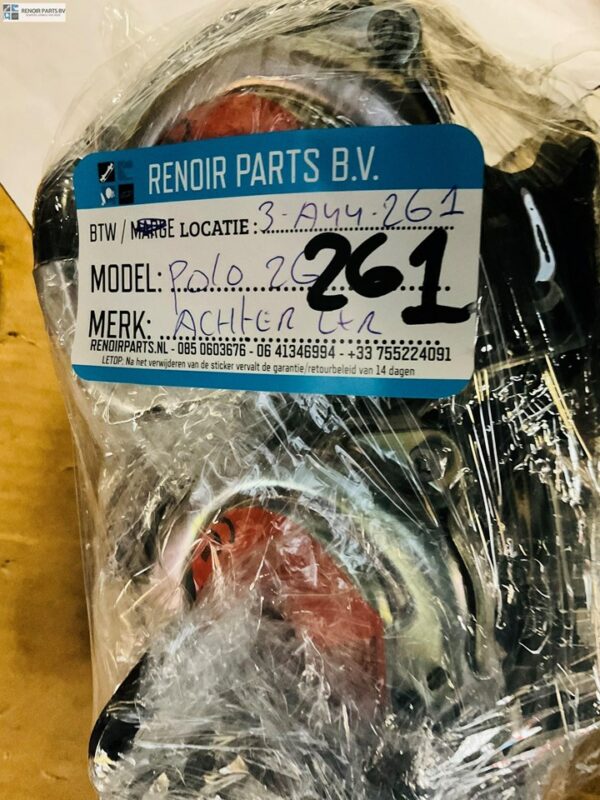 RENOIR PARTS BV
RENOIR PARTS B.V.
BTW / MARGE LOCATIE: 3-A44-261
MODEL: Polo 2G 261
MERK: ACHTER L+R
RENOIRPARTS.NL - 085 0603676 - 06 41346994 - +33 755224091
LETOP: Na het verwijderen van de sticker vervalt de garantie/retourbeleid van 14 dagen